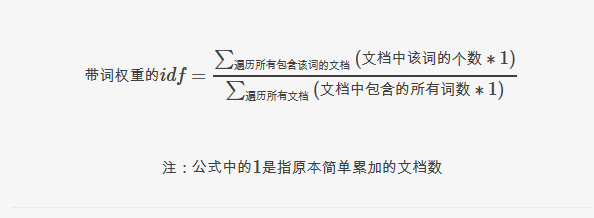 带词权重的idf = \frac{\sum_{遍历所有包含该词的文档} (文档中该词的个数 * 1)}{\sum_{遍历所有文档} (文档中包含的所有词数 * 1)}
注：公式中的1是指原本简单累加的文档数